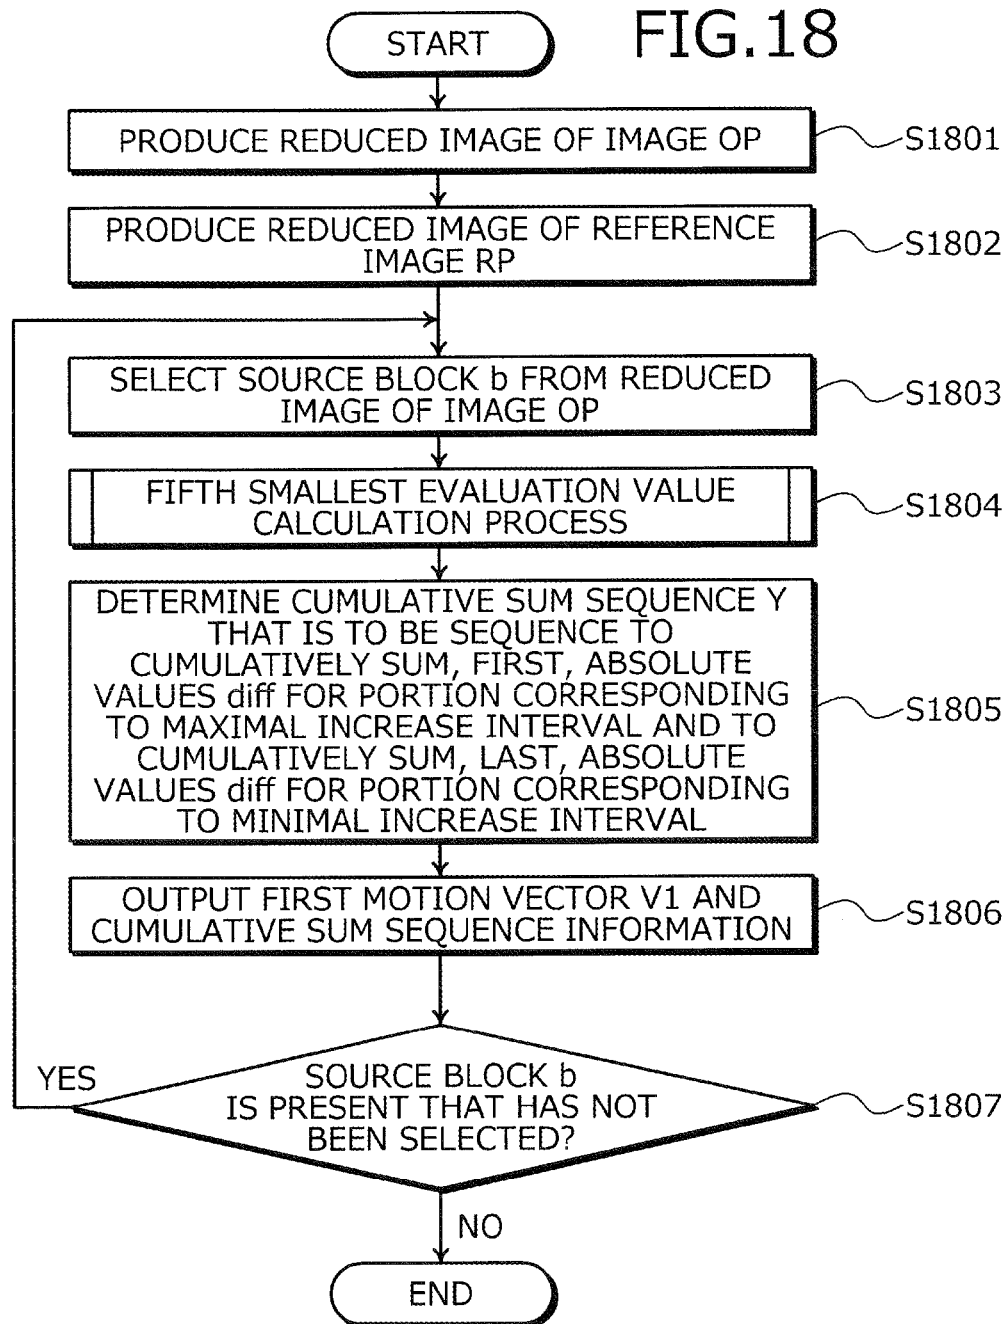 FIG.18
START
PRODUCE REDUCED IMAGE OF IMAGE OP
S1801
PRODUCE REDUCED IMAGE OF REFERENCE
IMAGE RP
S1802
SELECT SOURCE BLOCK b FROM REDUCED
IMAGE OF IMAGE OP
S1803
FIFTH SMALLEST EVALUATION VALUE
CALCULATION PROCESS
S1804
DETERMINE CUMULATIVE SUM SEQUENCE Y
THAT IS TO BE SEQUENCE TO
CUMULATIVELY SUM, FIRST, ABSOLUTE
VALUES diff FOR PORTION CORRESPONDING
TO MAXIMAL INCREASE INTERVAL AND TO
CUMULATIVELY SUM, LAST, ABSOLUTE
VALUES diff FOR PORTION CORRESPONDING
TO MINIMAL INCREASE INTERVAL
S1805
OUTPUT FIRST MOTION VECTOR V1 AND
CUMULATIVE SUM SEQUENCE INFORMATION
S1806
YES
SOURCE BLOCK b
IS PRESENT THAT HAS NOT
BEEN SELECTED?
S1807
NO
END